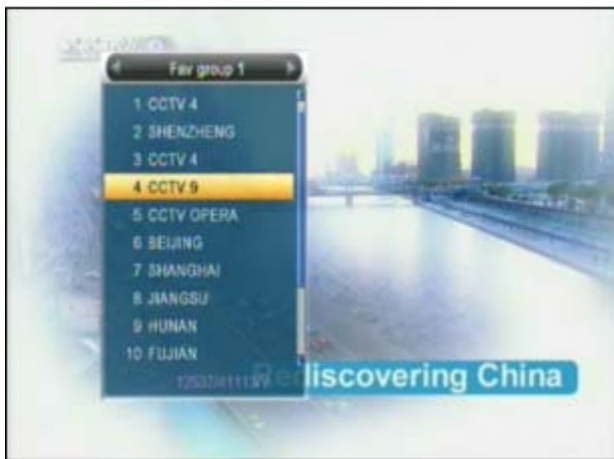 Fav group 1
1 CCTV 4
2 SHENZHENG
3 CCTV 4
4 CCTV 9
5 CCTV OPERA
6 BEIJING
7 SHANGHAI
8 JIANGSU
9 HUNAN
10 FUJIAN
Rediscovering China